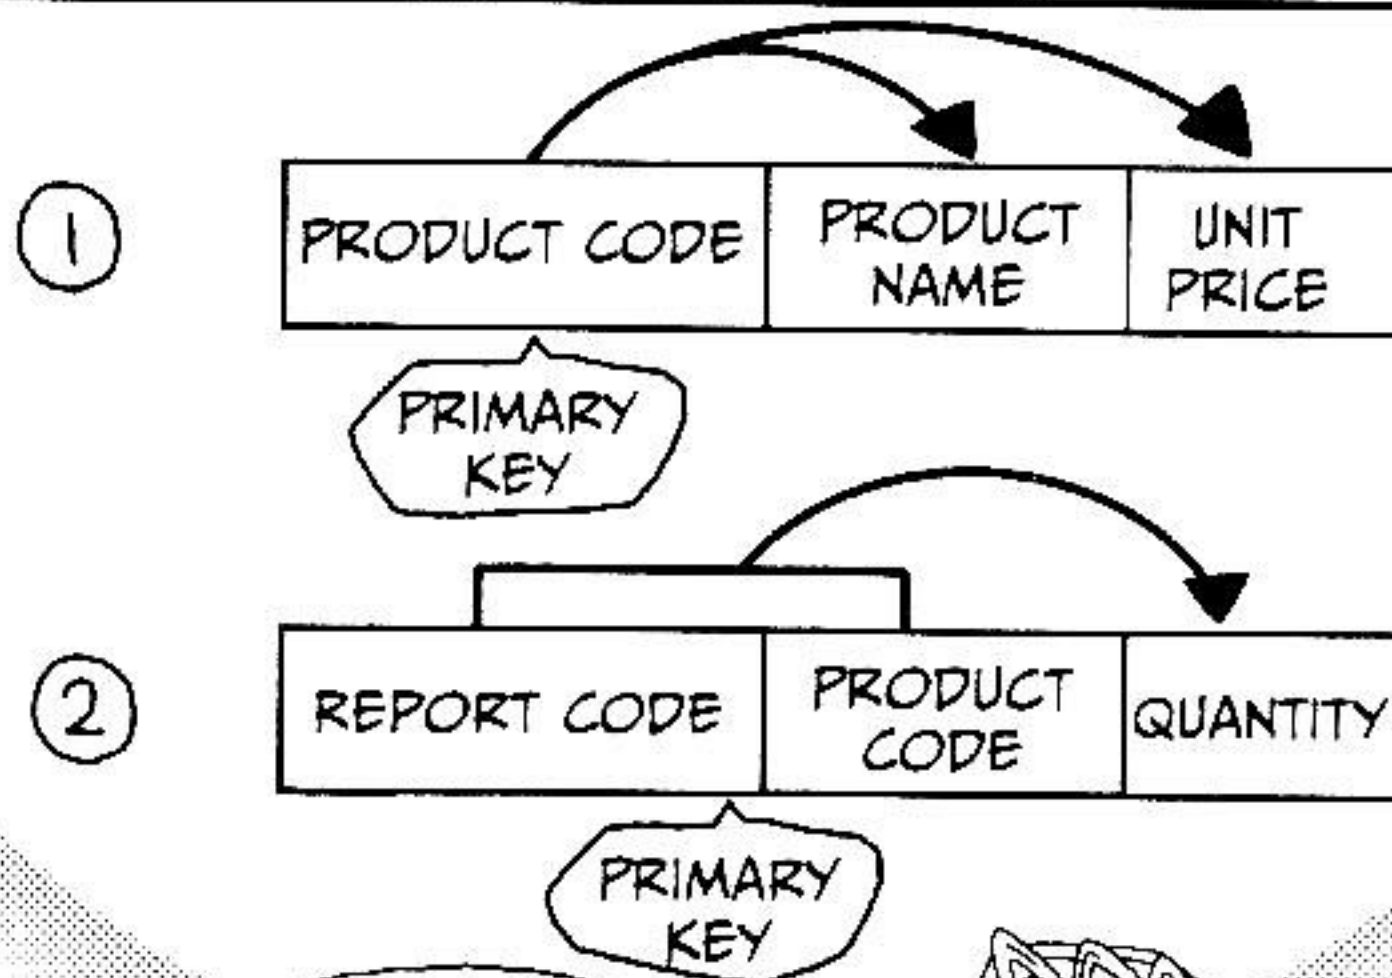 1
PRODUCT CODE
PRODUCT
NAME
UNIT
PRICE
PRIMARY
KEY
2
REPORT CODE
PRODUCT
CODE
QUANTITY
PRIMARY
KEY